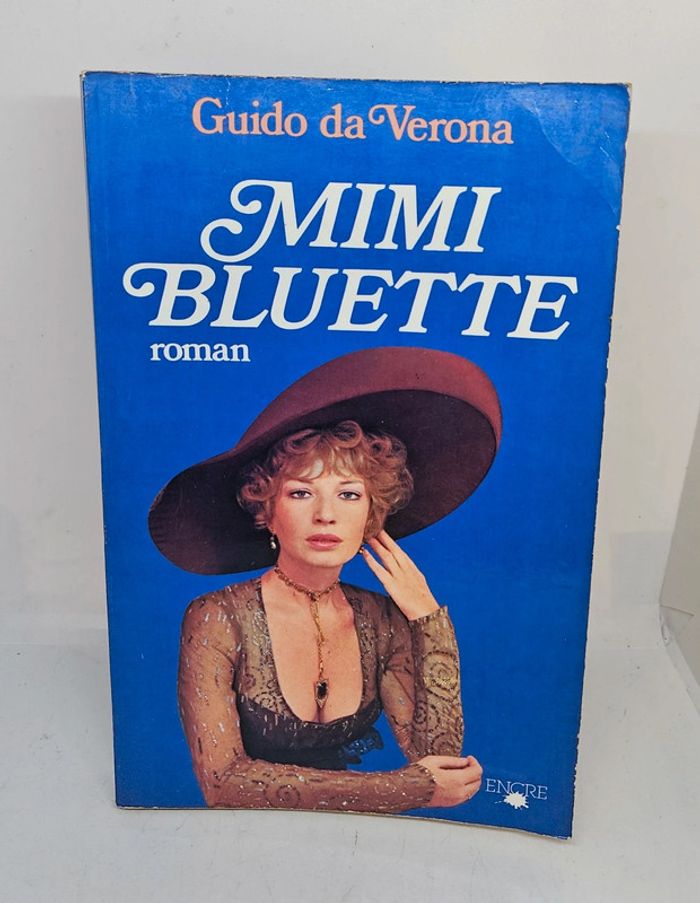 Guido da Verona
MIMI
BLUETTE
roman
ENCRE